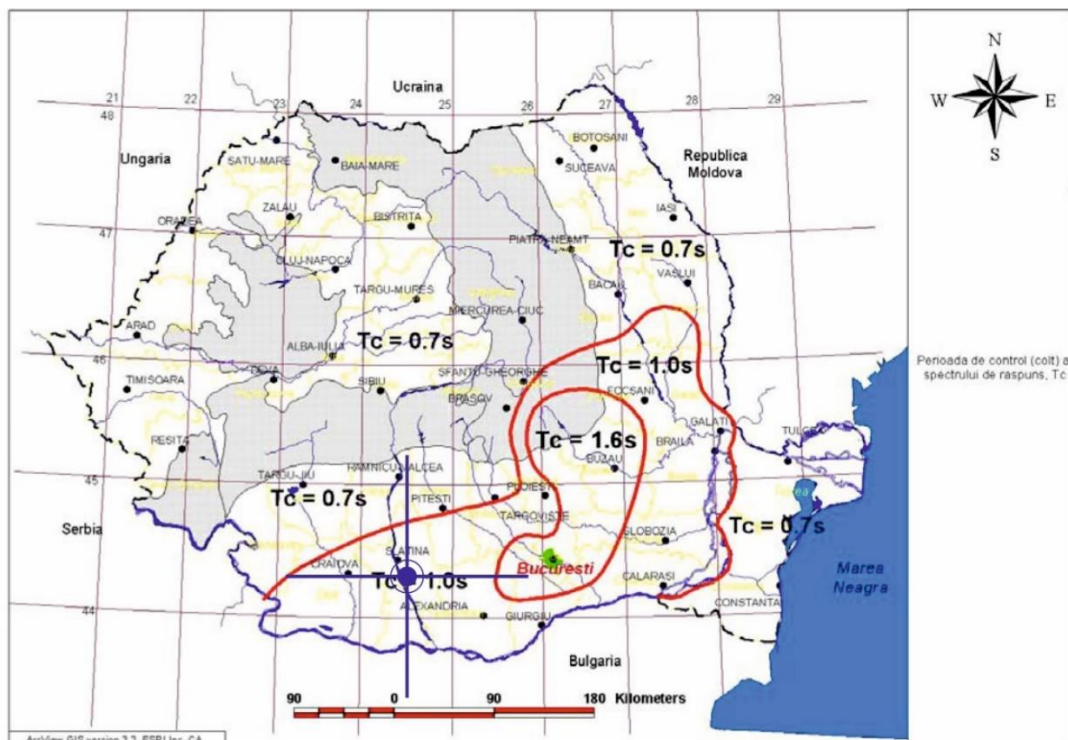 N
W E
S
Ucraina
21 22 23 24 25 26 27 28 29
48
Ungaria
Republica
Moldova
BOTOSANI
SATU-MARE
BAIA-MARE
SUCEAVA
ZALAU
IASI
ORADEA
BISTRITA
47
PIATRA-NEAMT
Tc = 0.7s
CLUJ-NAPOCA
VASLUI
TARGU-MURES
BACAU
MIERCUREA-CIUC
ARAD
Tc = 0.7s
ALBA-IULIA
46
Perioada de control (colt) a
spectrului de raspuns, Tc
Tc = 1.0s
DEVA
SFANTU-GHEORGHE
TIMISOARA
SIBIU
FOCSANI
BRASOV
GALATI
TULCEA
Tc = 1.6s
BRAILA
RESITA
BUZAU
RAMNICU VALCEA
TARGU-JIU
45
PLOIESTI
Tc = 0.7s
PITESTI
TARGOVISTE
Serbia
SLOBOZIA
Tc = 0.7s
SLATINA
CRAIOVA
Bucuresti
Marea
Neagra
Tc 1.0s
CALARASI
ALEXANDRIA
CONSTANTA
44
GIURGIU
Bulgaria
90 0 90 180 Kilometers